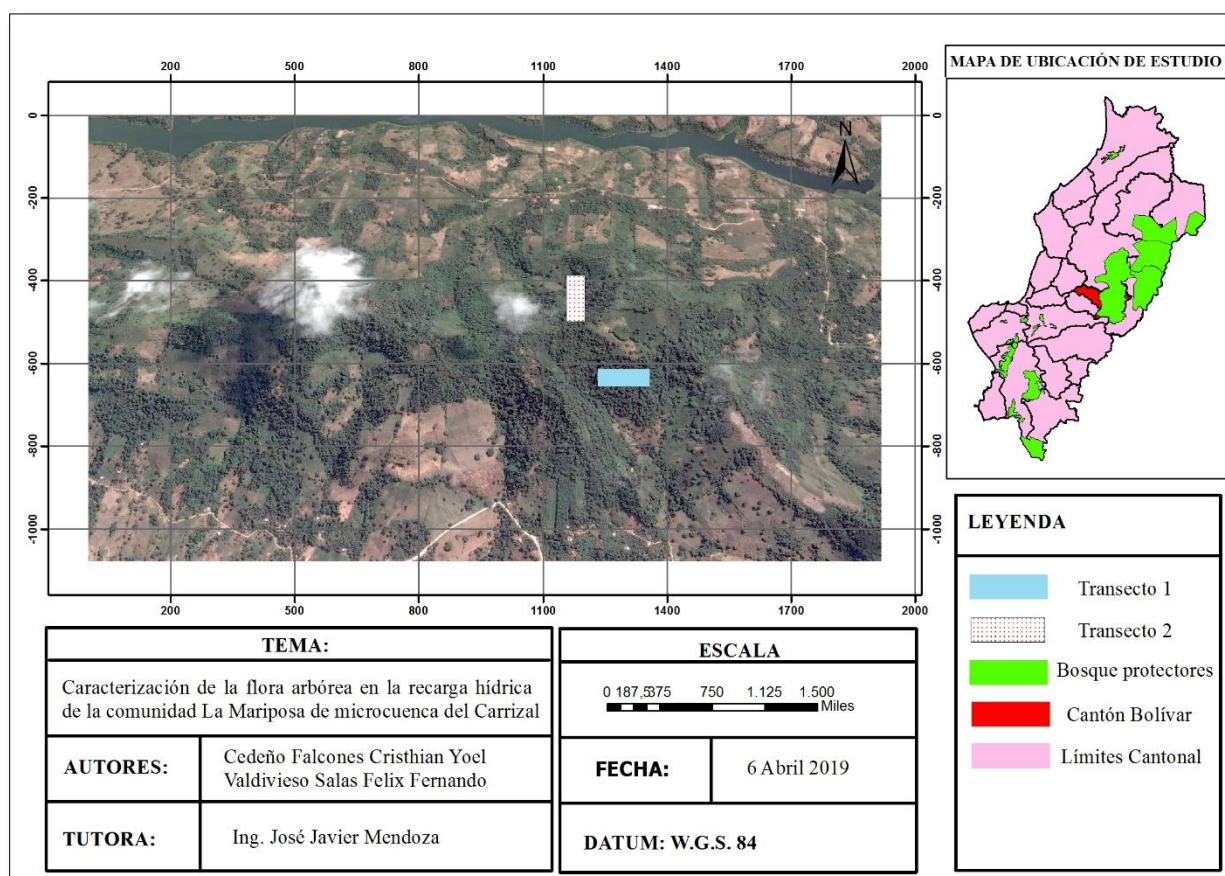 200 500 800 1100 1400 1700 2000
0
-200
-400
-600
-800
-1000
0
-200
-400
-600
-800
-1000
N
200 500 800 1100 1400 1700 2000
MAPA DE UBICACIÓN DE ESTUDIO
LEYENDA
Transecto 1
Transecto 2
Bosque protectores
Cantón Bolívar
Límites Cantonal
TEMA:
Caracterización de la flora arbórea en la recarga hídrica
de la comunidad La Mariposa de microcuenca del Carrizal
AUTORES:
Cedeño Falcones Cristhian Yoel
Valdivieso Salas Felix Fernando
TUTORA:
Ing. José Javier Mendoza
ESCALA
0 187,5 375 750 1.125 1.500
Miles
FECHA:
6 Abril 2019
DATUM: W.G.S. 84